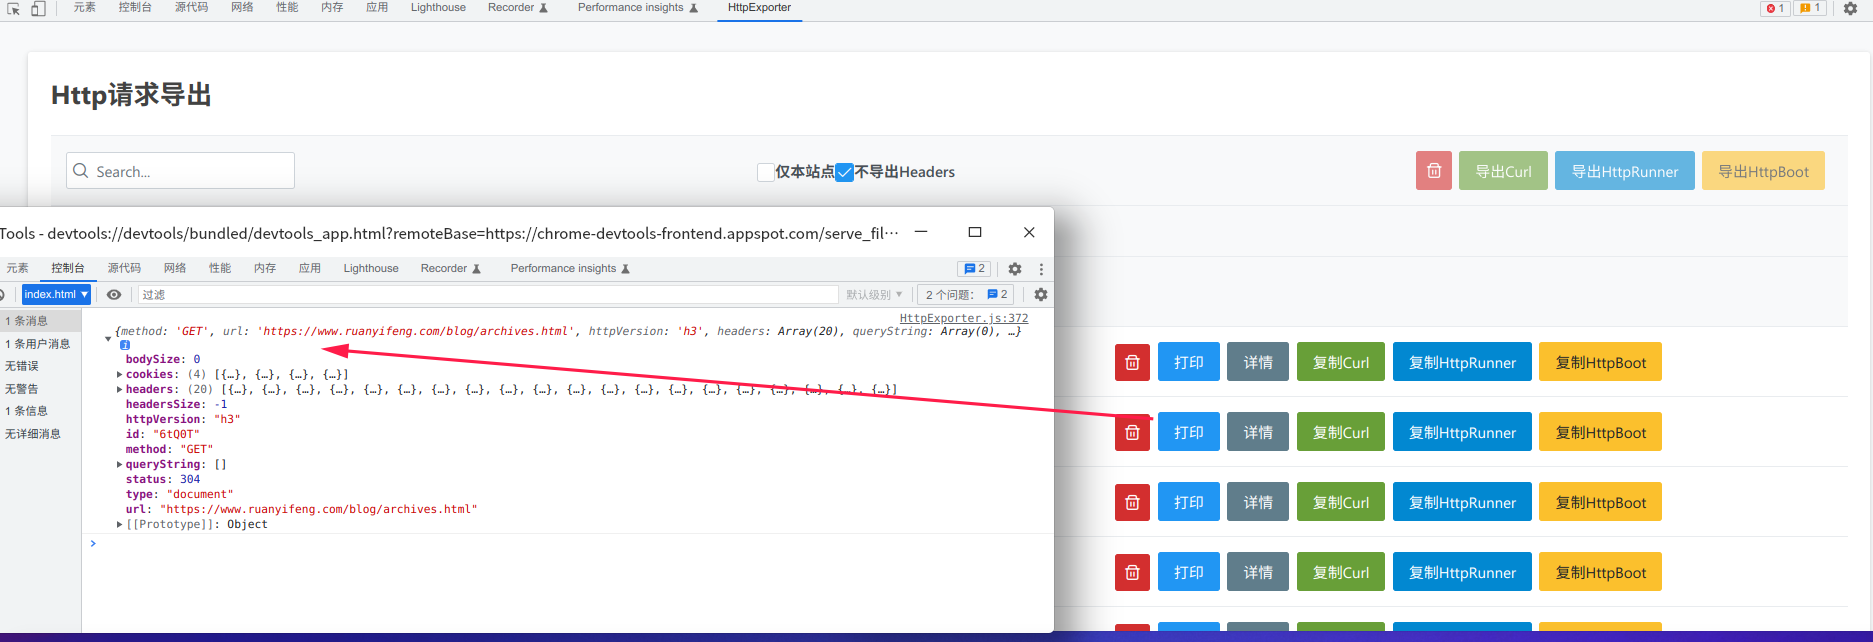 元素 控制台 源代码 网络 性能 内存 应用 Lighthouse Recorder Performance insights HttpExporter 1 1
Http请求导出
Search... 仅本站点 不导出Headers 导出Curl 导出HttpRunner 导出HttpBoot
Tools - devtools://devtools/bundled/devtools_app.html?remoteBase=https://chrome-devtools-frontend.appspot.com/serve_fil···
元素 控制台 源代码 网络 性能 内存 应用 Lighthouse Recorder Performance insights 2
index.html 过滤 默认级别 2 个问题: 2
1 条消息
1 条用户消息
无错误
无警告
1 条信息
无详细消息
HttpExporter.js:372
{method: 'GET', url: 'https://www.ruanyifeng.com/blog/archives.html', httpVersion: 'h3', headers: Array(20), queryString: Array(0), …}
i
bodySize: 0
cookies: (4) [{…}, {…}, {…}, {…}]
headers: (20) [{…}, {…}, {…}, {…}, {…}, {…}, {…}, {…}, {…}, {…}, {…}, {…}, {…}, {…}, {…}, {…}, {…}, {…}, {…}, {…}]
headersSize: -1
httpVersion: "h3"
id: "6tQ0T"
method: "GET"
queryString: []
status: 304
type: "document"
url: "https://www.ruanyifeng.com/blog/archives.html"
[[Prototype]]: Object
打印 详情 复制Curl 复制HttpRunner 复制HttpBoot
打印 详情 复制Curl 复制HttpRunner 复制HttpBoot
打印 详情 复制Curl 复制HttpRunner 复制HttpBoot
打印 详情 复制Curl 复制HttpRunner 复制HttpBoot